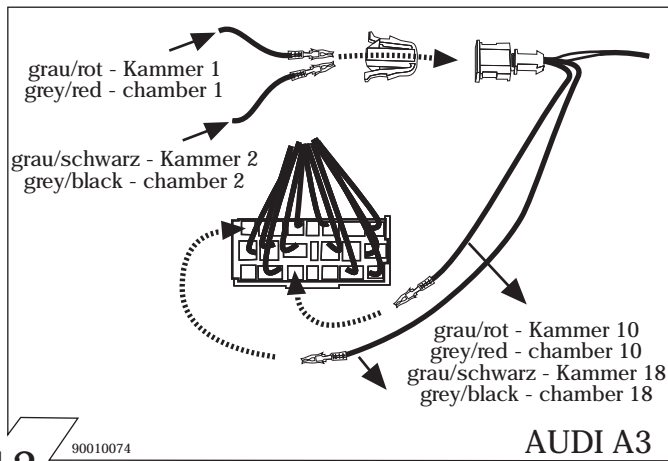 grau/rot - Kammer 1
grey/red - chamber 1
grau/schwarz - Kammer 2
grey/black - chamber 2
grau/rot - Kammer 10
grey/red - chamber 10
grau/schwarz - Kammer 18
grey/black - chamber 18
90010074
AUDI A3